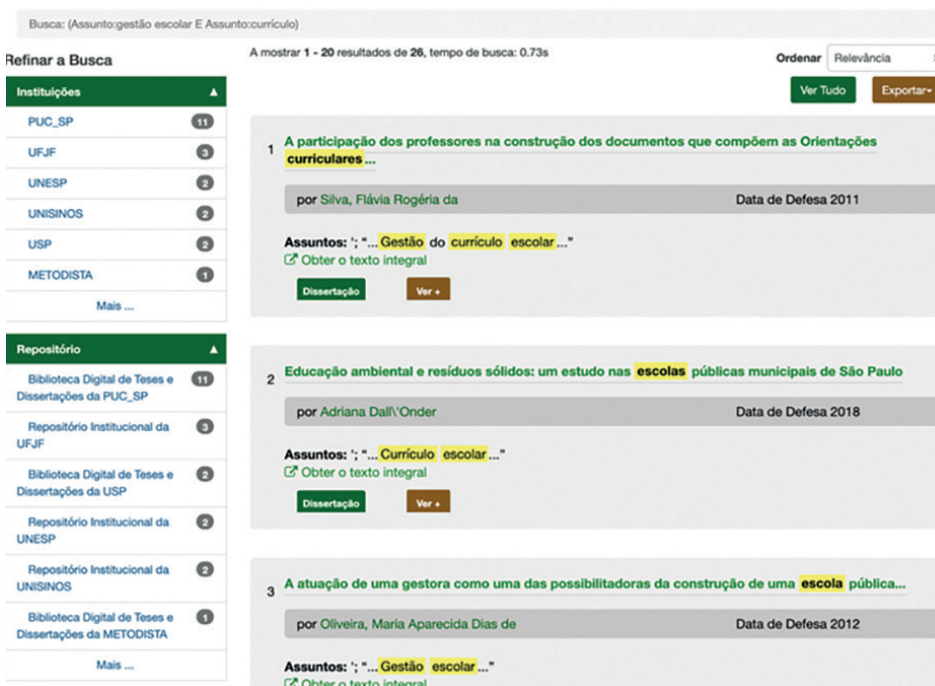 Busca: (Assunto:gestão escolar E Assunto:currículo)
Refinar a Busca
Instituições
PUC_SP 11
UFJF 3
UNESP 2
UNISINOS 2
USP 2
METODISTA 1
Mais ...
Repositório
Biblioteca Digital de Teses e 11
Dissertações da PUC_SP
Repositório Institucional da 3
UFJF
Biblioteca Digital de Teses e 2
Dissertações da USP
Repositório Institucional da 2
UNESP
Repositório Institucional da 2
UNISINOS
Biblioteca Digital de Teses e 1
Dissertações da METODISTA
Mais ...
A mostrar 1 - 20 resultados de 26, tempo de busca: 0.73s
Ordenar Relevância
Ver Tudo Exportar
1 A participação dos professores na construção dos documentos que compõem as Orientações
curriculares ...
por Silva, Flávia Rogéria da Data de Defesa 2011
Assuntos: '; "... Gestão do currículo escolar ..."
Obter o texto integral
Dissertação Ver +
2 Educação ambiental e resíduos sólidos: um estudo nas escolas públicas municipais de São Paulo
por Adriana Dall\'Onder Data de Defesa 2018
Assuntos: '; "... Currículo escolar ..."
Obter o texto integral
Dissertação Ver +
3 A atuação de uma gestora como uma das possibilitadoras da construção de uma escola pública...
por Oliveira, Maria Aparecida Dias de Data de Defesa 2012
Assuntos: '; "... Gestão escolar ..."
Obter o texto integral